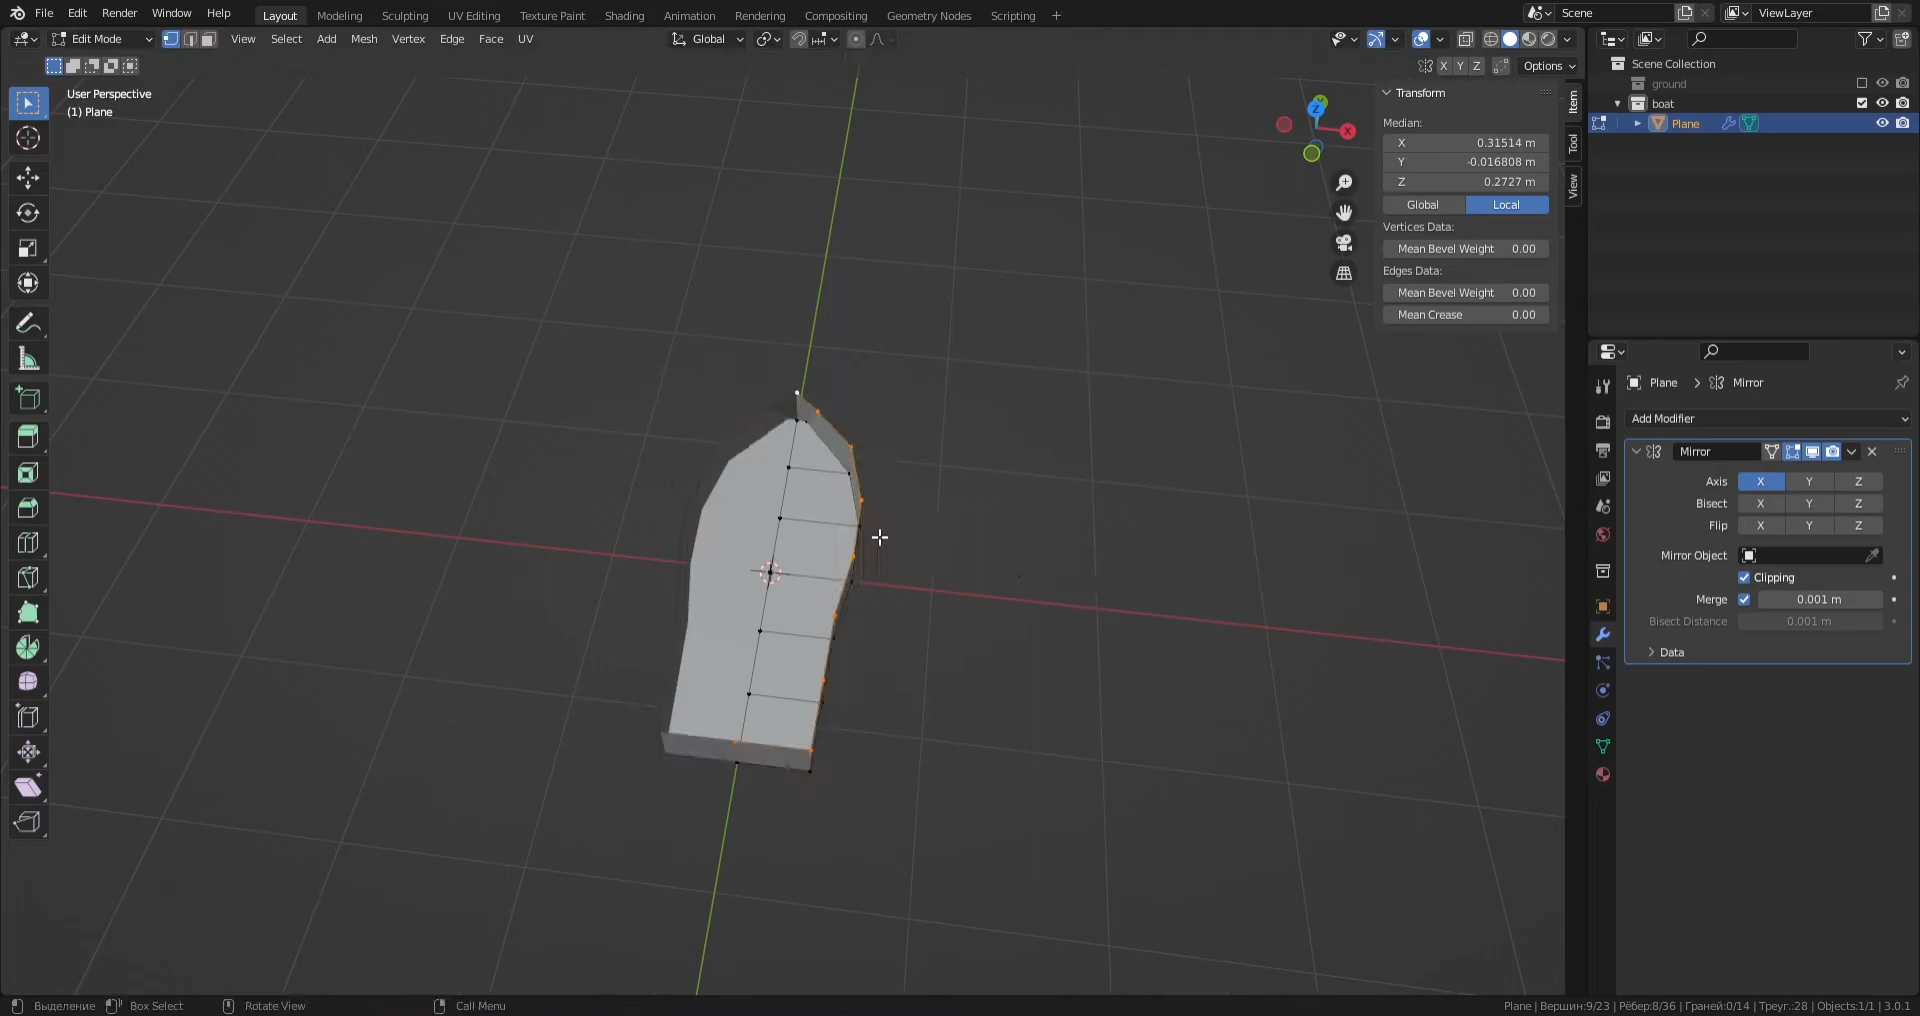 File Edit Render Window Help Layout Modeling Sculpting UV Editing Texture Paint Shading Animation Rendering Compositing Geometry Nodes Scripting + Scene ViewLayer
Edit Mode View Select Add Mesh Vertex Edge Face UV Global
X Y Z Options
User Perspective
(1) Plane
Transform
Median:
X 0.31514 m
Y -0.016808 m
Z 0.2727 m
Global Local
Vertices Data:
Mean Bevel Weight 0.00
Edges Data:
Mean Bevel Weight 0.00
Mean Crease 0.00
Item
Tool
View
Z
X
Scene Collection
ground
boat
Plane
Plane > Mirror
Add Modifier
Mirror
Axis X Y Z
Bisect X Y Z
Flip X Y Z
Mirror Object
Clipping
Merge 0.001 m
Bisect Distance 0.001 m
Data
Выделение Box Select Rotate View Call Menu Plane | Вершин:9/23 | Рёбер:8/36 | Граней:0/14 | Треуг.:28 | Objects:1/1 | 3.0.1